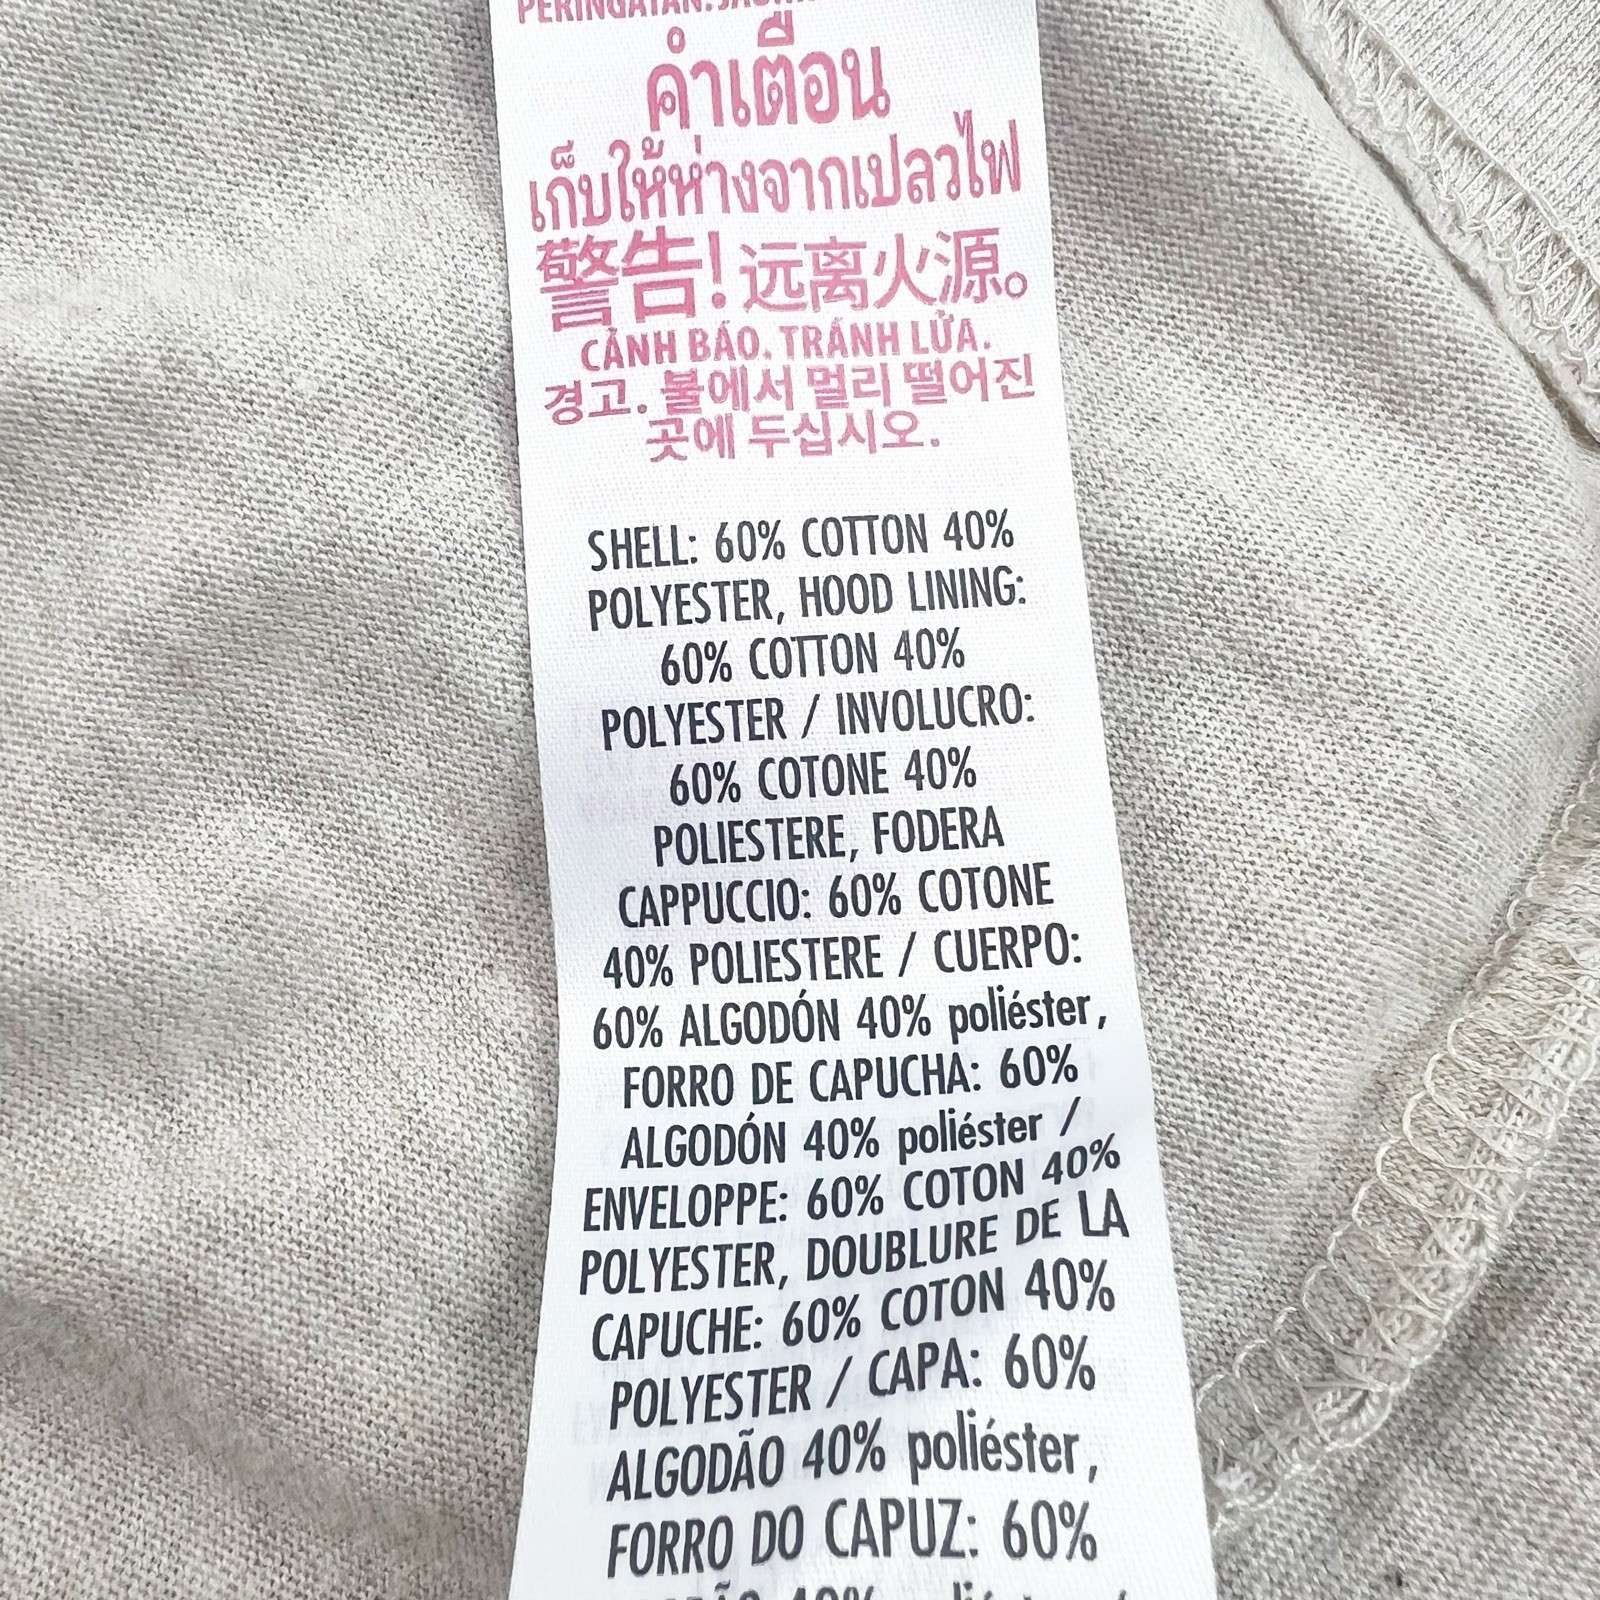 PERINGATAN.
คำเตือน
เก็บให้ห่างจากเปลวไฟ
警告!远离火源。
CẢNH BÁO. TRÁNH LỬA.
경고. 불에서 멀리 떨어진
곳에 두십시오.
SHELL: 60% COTTON 40%
POLYESTER, HOOD LINING:
60% COTTON 40%
POLYESTER / INVOLUCRO:
60% COTONE 40%
POLIESTERE, FODERA
CAPPUCCIO: 60% COTONE
40% POLIESTERE / CUERPO:
60% ALGODÓN 40% poliéster,
FORRO DE CAPUCHA: 60%
ALGODÓN 40% poliéster /
ENVELOPPE: 60% COTON 40%
POLYESTER, DOUBLURE DE LA
CAPUCHE: 60% COTON 40%
POLYESTER / CAPA: 60%
ALGODÃO 40% poliéster,
FORRO DO CAPUZ: 60%